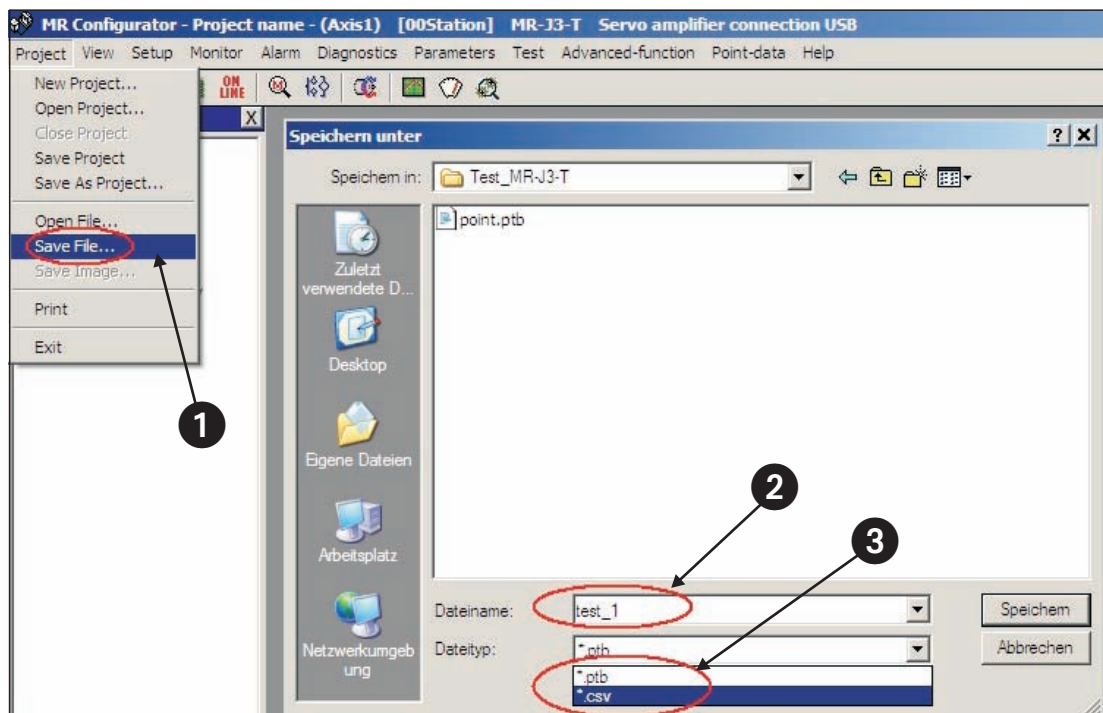 MR Configurator - Project name - (Axis1) [00Station] MR-J3-T Servo amplifier connection USB
Project View Setup Monitor Alarm Diagnostics Parameters Test Advanced-function Point-data Help
ON LINE
New Project...
Open Project...
Close Project
Save Project
Save As Project...
Open File...
Save File...
Save Image...
Print
Exit
1
Speichern unter
Speichern in: Test_MR-J3-T
point.ptb
Zuletzt
verwendete D...
Desktop
Eigene Dateien
Arbeitsplatz
Netzwerkumgeb
ung
2
3
Dateiname: test_1 Speichern
Dateityp: *.ptb Abbrechen
*.ptb
*.csv